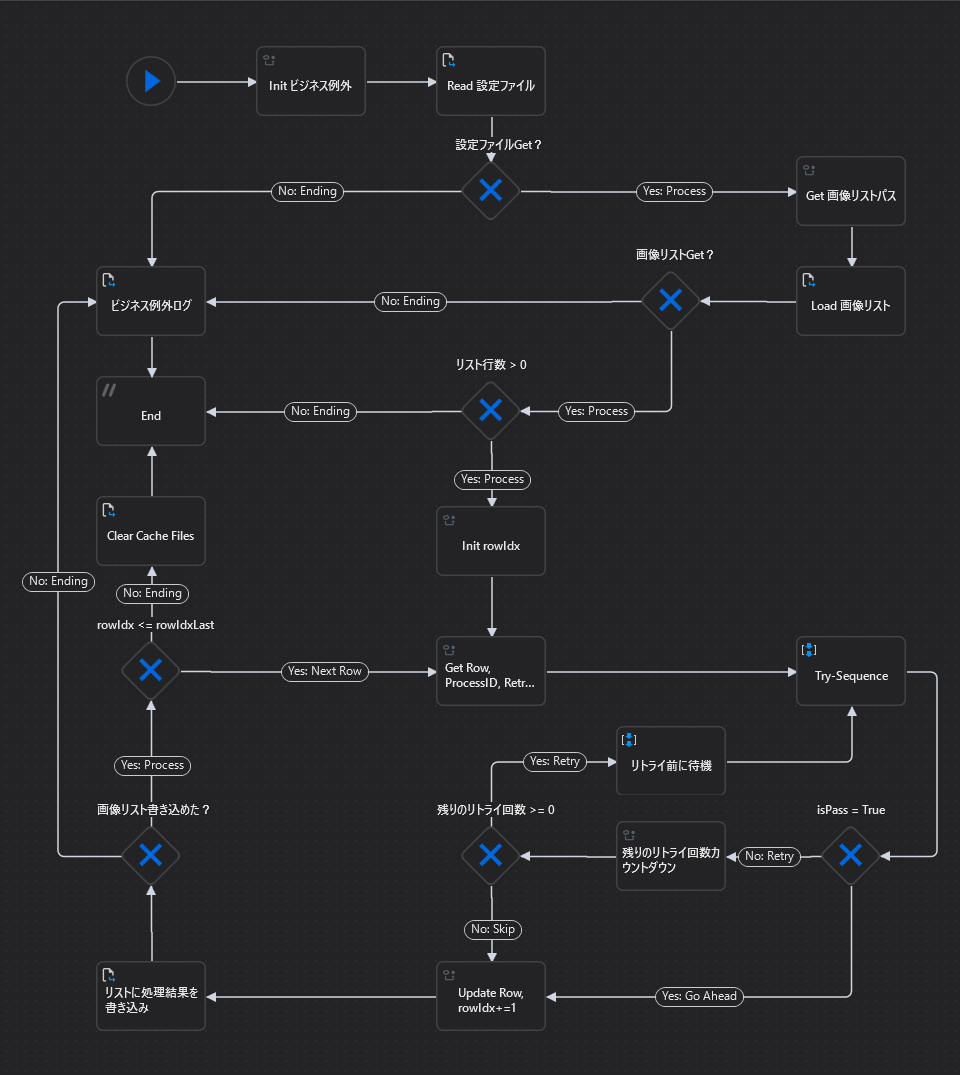 Init ビジネス例外
Read 設定ファイル
設定ファイルGet？
No: Ending
Yes: Process
Get 画像リストパス
画像リストGet？
ビジネス例外ログ
No: Ending
Load 画像リスト
リスト行数 > 0
End
No: Ending
Yes: Process
Yes: Process
Clear Cache Files
Init rowIdx
No: Ending
No: Ending
rowIdx <= rowIdxLast
Yes: Next Row
Get Row,
ProcessID, Retr...
Try-Sequence
Yes: Process
Yes: Retry
リトライ前に待機
画像リスト書き込めた？
残りのリトライ回数 >= 0
isPass = True
残りのリトライ回数カ
ウントダウン
No: Retry
No: Skip
リストに処理結果を
書き込み
Update Row,
rowIdx+=1
Yes: Go Ahead